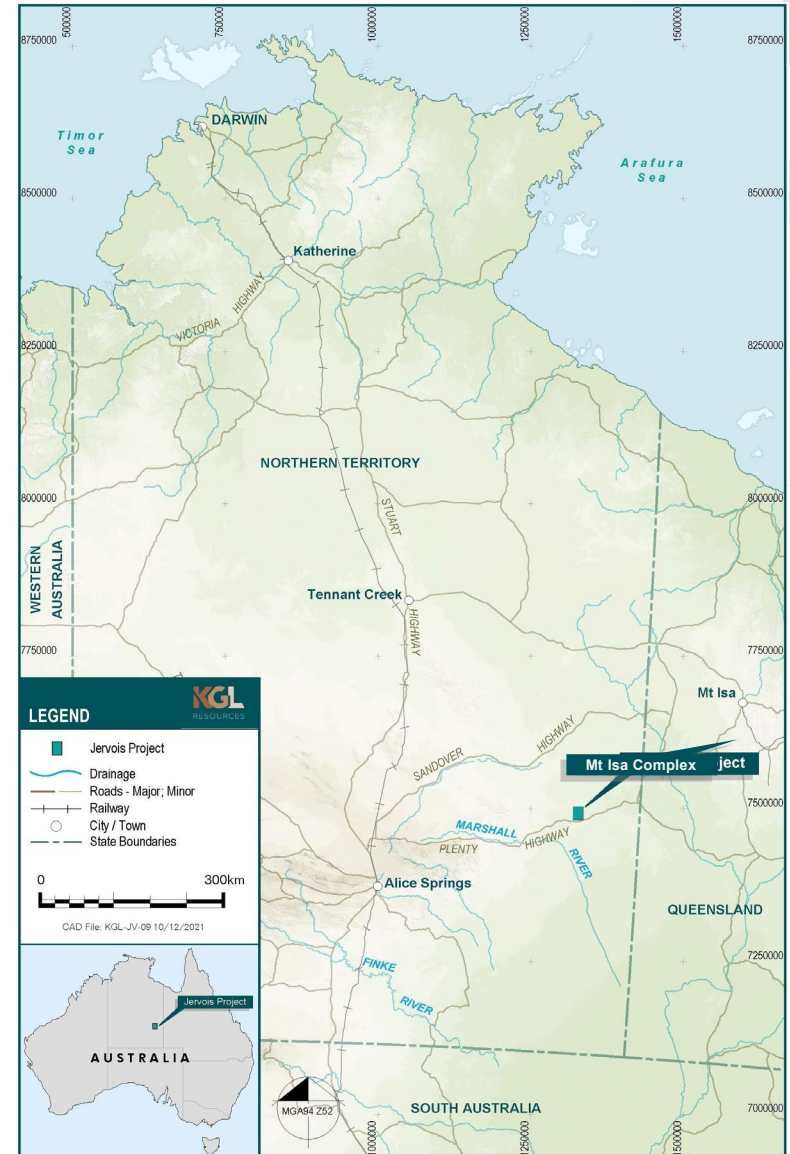 500000
750000
1000000
1250000
1500000
8750000
8750000
DARWIN
Timor
Sea
Arafura
Sea
8500000
8500000
Katherine
VICTORIA
HIGHWAY
8250000
8250000
NORTHERN TERRITORY
8000000
8000000
STUART
WESTERN
AUSTRALIA
Tennant Creek
HIGHWAY
7750000
7750000
Mt Isa
SANDOVER
HIGHWAY
Mt Isa Complex
ject
7500000
MARSHALL
RIVER
PLENTY
HIGHWAY
Alice Springs
QUEENSLAND
FINKE
RIVER
7250000
SOUTH AUSTRALIA
7000000
1000000
1250000
1500000
MGA94 Z52
LEGEND
KGL
RESOURCES
Jervois Project
Drainage
Roads - Major; Minor
Railway
City / Town
State Boundaries
0
300km
CAD File: KGL-JV-09 10/12/2021
Jervois Project
AUSTRALIA